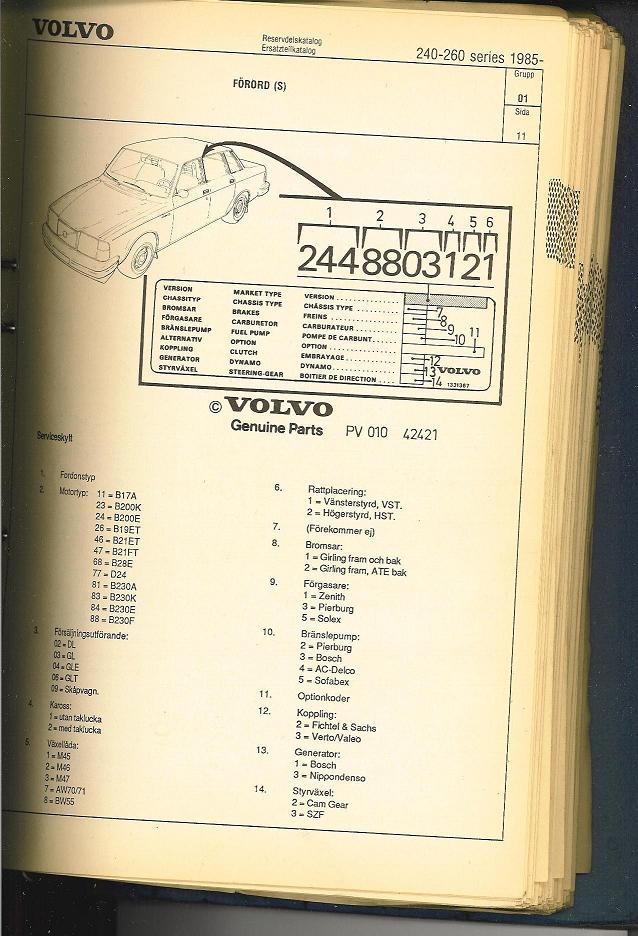 VOLVO
Reservdelskatalog
Ersatzteilkatalog
240-260 series 1985-
Grupp
01
Sida
11
FÖRORD (S)
1 2 3 4 5 6
24488031 21
VERSION MARKET TYPE VERSION
CHASSITYP CHASSIS TYPE CHÂSSIS TYPE
BROMSAR BRAKES FREINS
FÖRGASARE CARBURETOR CARBURATEUR
BRÄNSLEPUMP FUEL PUMP POMPE DE CARBUNT.
ALTERNATIV OPTION OPTION
KOPPLING CLUTCH EMBRAYAGE
GENERATOR DYNAMO DYNAMO
STYRVÄXEL STEERING-GEAR BOITIER DE DIRECTION
7
8
9
10
11
12
13
14
VOLVO
1331367
© VOLVO
Genuine Parts PV 010 42421
Serviceskylt
1. Fordonstyp
2. Motortyp: 11 = B17A
23 = B200K
24 = B200E
26 = B19ET
46 = B21ET
47 = B21FT
68 = B28E
77 = D24
81 = B230A
83 = B230K
84 = B230E
88 = B230F
3. Försäljningsutförande:
02 = DL
03 = GL
04 = GLE
06 = GLT
09 = Skåpvagn.
4. Kaross:
1 = utan taklucka
2 = med taklucka
5. Växellåda:
1 = M45
2 = M46
3 = M47
7 = AW70/71
8 = BW55
6. Rattplacering:
1 = Vänsterstyrd, VST.
2 = Högerstyrd, HST.
7. (Förekommer ej)
8. Bromsar:
1 = Girling fram och bak
2 = Girling fram, ATE bak
9. Förgasare:
1 = Zenith
3 = Pierburg
5 = Solex
10. Bränslepump:
2 = Pierburg
3 = Bosch
4 = AC-Delco
5 = Sofabex
11. Optionkoder
12. Koppling:
2 = Fichtel & Sachs
3 = Verto/Valeo
13. Generator:
1 = Bosch
3 = Nippondenso
14. Styrväxel:
2 = Cam Gear
3 = SZF